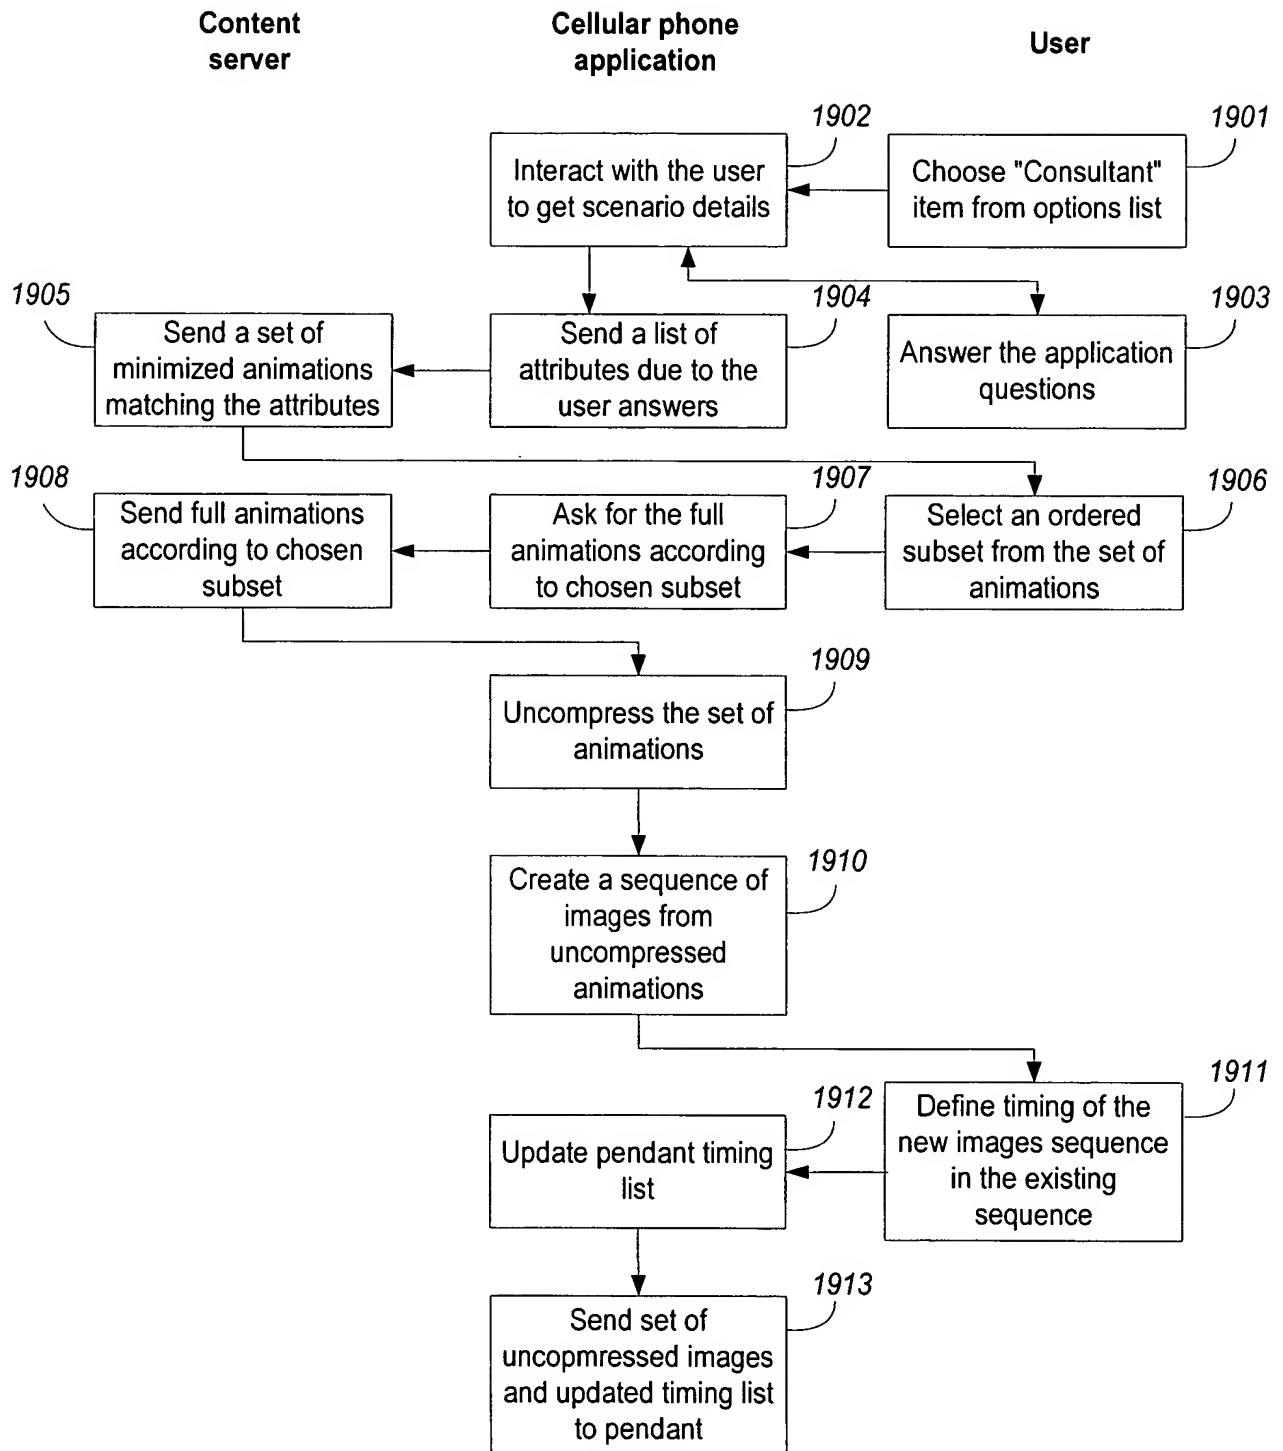 Content
server
Cellular phone
application
User
1902
1901
Interact with the user
to get scenario details
Choose "Consultant"
item from options list
1905
1904
1903
Send a set of
minimized animations
matching the attributes
Send a list of
attributes due to the
user answers
Answer the application
questions
1908
1907
1906
Send full animations
according to chosen
subset
Ask for the full
animations according
to chosen subset
Select an ordered
subset from the set of
animations
1909
Uncompress the set of
animations
1910
Create a sequence of
images from
uncompressed
animations
1912
1911
Update pendant timing
list
Define timing of the
new images sequence
in the existing
sequence
1913
Send set of
uncopmressed images
and updated timing list
to pendant